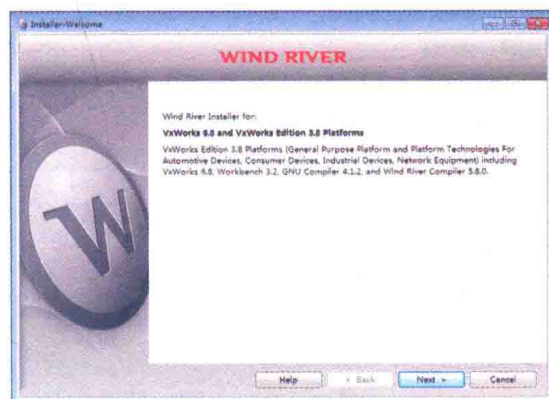 Installer-Welcome
WIND RIVER
Wind River Installer for:
VxWorks 6.8 and VxWorks Edition 3.8 Platforms
VxWorks Edition 3.8 Platforms (General Purpose Platform and Platform Technologies For
Automotive Devices, Consumer Devices, Industrial Devices, Network Equipment) including
VxWorks 6.8, Workbench 3.2, GNU Compiler 4.1.2, and Wind River Compiler 5.8.0.
W
Help
< Back
Next >
Cancel